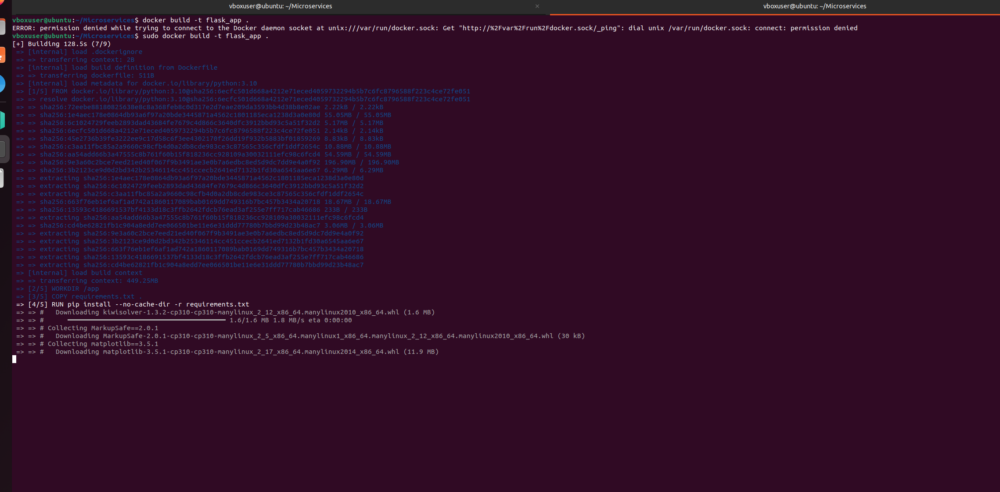 vboxuser@ubuntu: ~/Microservices × vboxuser@ubuntu: ~/Microservices
vboxuser@ubuntu:~/Microservices$ docker build -t flask_app .
ERROR: permission denied while trying to connect to the Docker daemon socket at unix:///var/run/docker.sock: Get "http://%2Fvar%2Frun%2Fdocker.sock/_ping": dial unix /var/run/docker.sock: connect: permission denied
vboxuser@ubuntu:~/Microservices$ sudo docker build -t flask_app .
[+] Building 128.5s (7/9)
=> [internal] load .dockerignore
=> => transferring context: 2B
=> [internal] load build definition from Dockerfile
=> => transferring dockerfile: 511B
=> [internal] load metadata for docker.io/library/python:3.10
=> [1/5] FROM docker.io/library/python:3.10@sha256:6ecfc501d668a4212e71eced4059732294b5b7c6fc8796588f223c4ce72fe051
=> => resolve docker.io/library/python:3.10@sha256:6ecfc501d668a4212e71eced4059732294b5b7c6fc8796588f223c4ce72fe051
=> => sha256:72eebe88180825638e8c8a368feb8c0d317e2d7eae209da3593bb4d38b8e02ae 2.22kB / 2.22kB
=> => sha256:1e4aec178e0864db93a6f97a20bde3445871a4562c1801185eca1238d3a0e80d 55.05MB / 55.05MB
=> => sha256:6c1024729feeb2893dad43684fe7679c4d866c3640dfc3912bbd93c5a51f32d2 5.17MB / 5.17MB
=> => sha256:6ecfc501d668a4212e71eced4059732294b5b7c6fc8796588f223c4ce72fe051 2.14kB / 2.14kB
=> => sha256:45e2736b39fe3222ee9c17d58c6f3ee4302170f26dd19f932b5883bf01859269 8.83kB / 8.83kB
=> => sha256:c3aa11fbc85a2a9660c98cfb4d0a2db8cde983ce3c87565c356cfdf1ddf2654c 10.88MB / 10.88MB
=> => sha256:aa54add66b3a47555c8b761f60b15f818236cc928109a30032111efc98c6fcd4 54.59MB / 54.59MB
=> => sha256:9e3a60c2bce7eed21ed40f067f9b3491ae3e0b7a6edbc8ed5d9dc7dd9e4a0f92 196.90MB / 196.90MB
=> => sha256:3b2123ce9d0d2bd342b25346114cc451ccecb2641ed7132b1fd30a6545aa6e67 6.29MB / 6.29MB
=> => extracting sha256:1e4aec178e0864db93a6f97a20bde3445871a4562c1801185eca1238d3a0e80d
=> => extracting sha256:6c1024729feeb2893dad43684fe7679c4d866c3640dfc3912bbd93c5a51f32d2
=> => extracting sha256:c3aa11fbc85a2a9660c98cfb4d0a2db8cde983ce3c87565c356cfdf1ddf2654c
=> => sha256:663f76eb1ef6af1ad742a1860117089bab0169dd749316b7bc457b3434a20718 18.67MB / 18.67MB
=> => sha256:13593c4186691537bf4133d18c3ffb2642fdcb76ead3af255e7ff717cab46686 233B / 233B
=> => extracting sha256:aa54add66b3a47555c8b761f60b15f818236cc928109a30032111efc98c6fcd4
=> => sha256:cd4be62821fb1c904a8edd7ee066501be11e6e31ddd77780b7bbd99d23b48ac7 3.06MB / 3.06MB
=> => extracting sha256:9e3a60c2bce7eed21ed40f067f9b3491ae3e0b7a6edbc8ed5d9dc7dd9e4a0f92
=> => extracting sha256:3b2123ce9d0d2bd342b25346114cc451ccecb2641ed7132b1fd30a6545aa6e67
=> => extracting sha256:663f76eb1ef6af1ad742a1860117089bab0169dd749316b7bc457b3434a20718
=> => extracting sha256:13593c4186691537bf4133d18c3ffb2642fdcb76ead3af255e7ff717cab46686
=> => extracting sha256:cd4be62821fb1c904a8edd7ee066501be11e6e31ddd77780b7bbd99d23b48ac7
=> [internal] load build context
=> => transferring context: 449.25MB
=> [2/5] WORKDIR /app
=> [3/5] COPY requirements.txt .
=> [4/5] RUN pip install --no-cache-dir -r requirements.txt
=> => #   Downloading kiwisolver-1.3.2-cp310-cp310-manylinux_2_12_x86_64.manylinux2010_x86_64.whl (1.6 MB)
=> => #      ━━━━━━━━━━━━━━━━━━━━━━━━━━━━━━━━━━━━━━━━ 1.6/1.6 MB 1.8 MB/s eta 0:00:00
=> => # Collecting MarkupSafe==2.0.1
=> => #   Downloading MarkupSafe-2.0.1-cp310-cp310-manylinux_2_5_x86_64.manylinux1_x86_64.manylinux_2_12_x86_64.manylinux2010_x86_64.whl (30 kB)
=> => # Collecting matplotlib==3.5.1
=> => #   Downloading matplotlib-3.5.1-cp310-cp310-manylinux_2_17_x86_64.manylinux2014_x86_64.whl (11.9 MB)